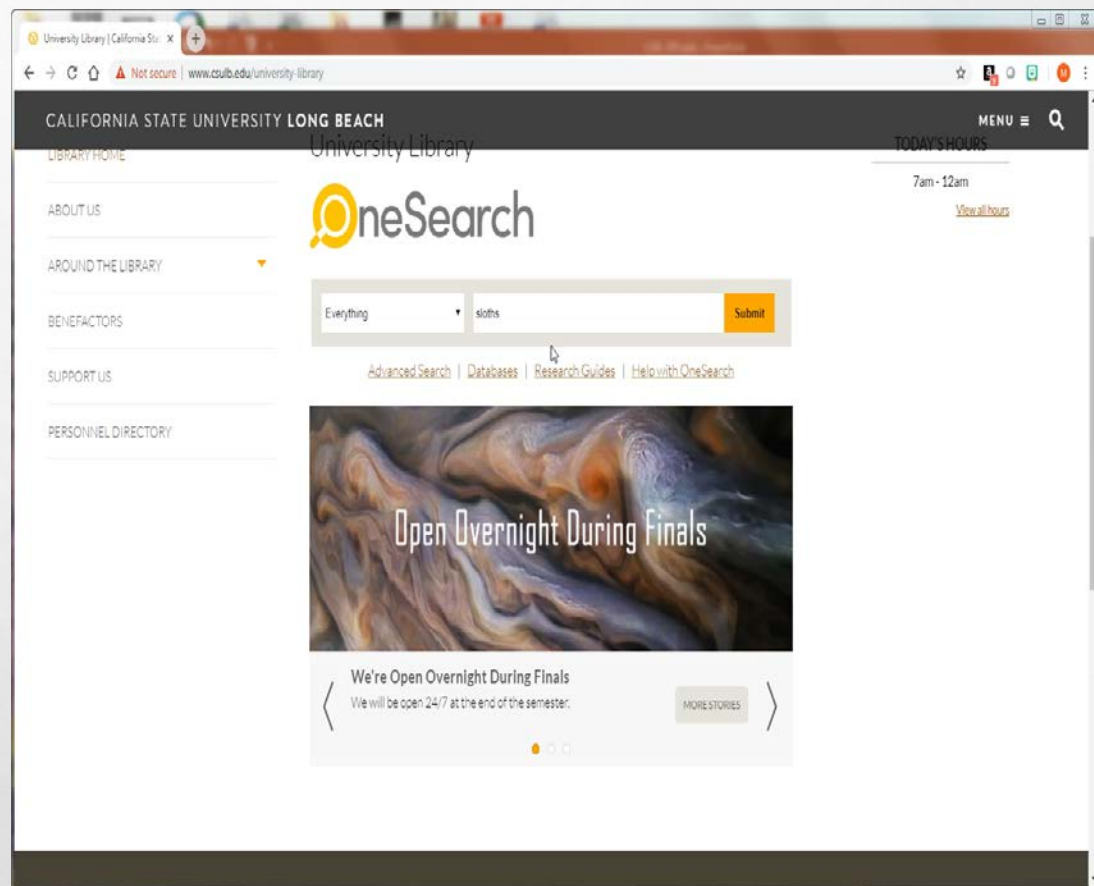 University Library | California Sta
Not secure | www.csulb.edu/university-library
CALIFORNIA STATE UNIVERSITY LONG BEACH
MENU
LIBRARY HOME
ABOUT US
AROUND THE LIBRARY
BENEFACTORS
SUPPORT US
PERSONNEL DIRECTORY
University Library
OneSearch
Everything
sloths
Submit
Advanced Search | Databases | Research Guides | Help with OneSearch
Open Overnight During Finals
We're Open Overnight During Finals
We will be open 24/7 at the end of the semester.
MORE STORIES
TODAY'S HOURS
7am - 12am
View all hours